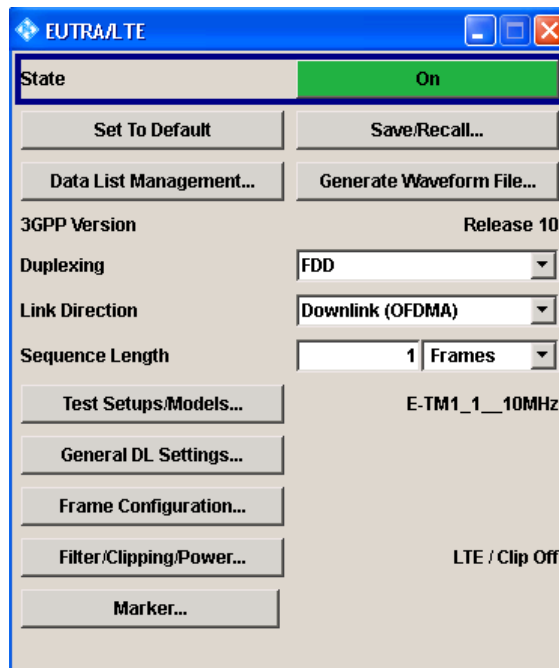 EUTRA/LTE
State On
Set To Default Save/Recall...
Data List Management... Generate Waveform File...
3GPP Version Release 10
Duplexing FDD
Link Direction Downlink (OFDMA)
Sequence Length 1 Frames
Test Setups/Models... E-TM1_1__10MHz
General DL Settings...
Frame Configuration...
Filter/Clipping/Power... LTE / Clip Off
Marker...